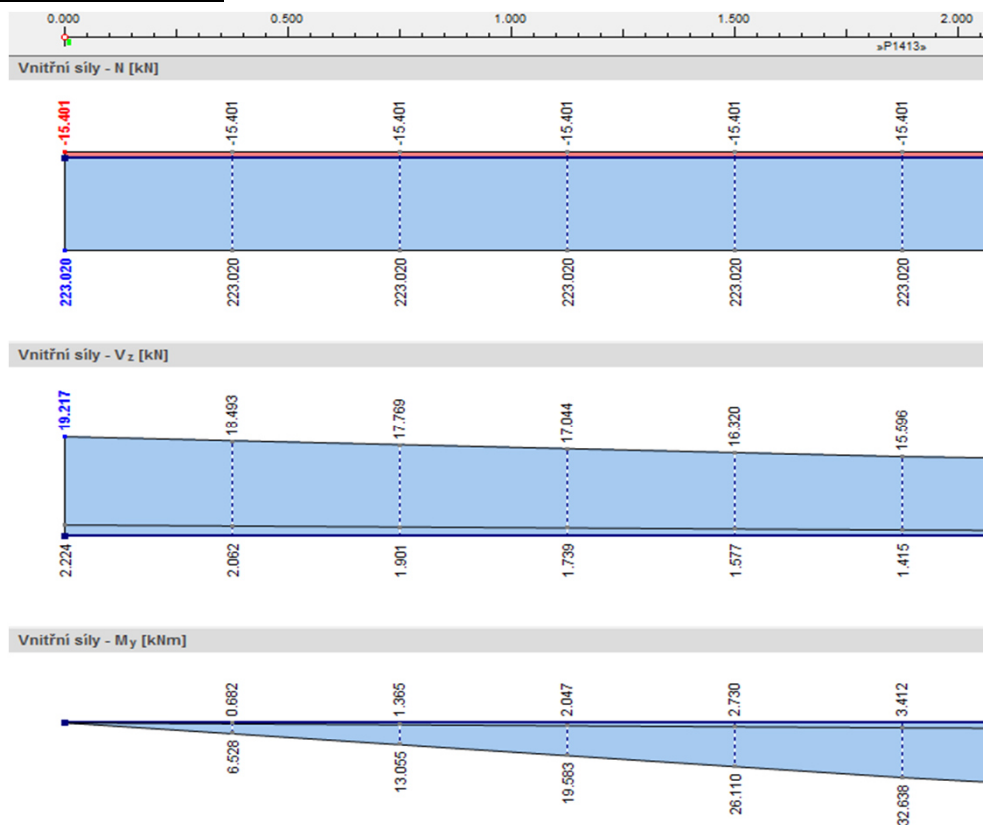 0.000 0.500 1.000 1.500 2.000
»P1413»
Vnitřní síly - N [kN]
-15.401 -15.401 -15.401 -15.401 -15.401 -15.401
223.020 223.020 223.020 223.020 223.020 223.020
Vnitřní síly - Vz [kN]
19.217 18.493 17.769 17.044 16.320 15.596
2.224 2.062 1.901 1.739 1.577 1.415
Vnitřní síly - My [kNm]
0.682 1.365 2.047 2.730 3.412
6.528 13.055 19.583 26.110 32.638